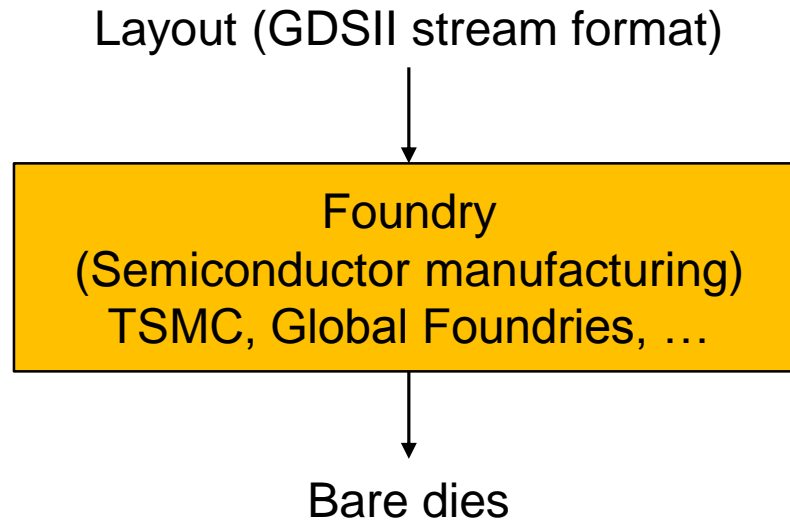 Layout (GDSII stream format)
Foundry
(Semiconductor manufacturing)
TSMC, Global Foundries, …
Bare dies